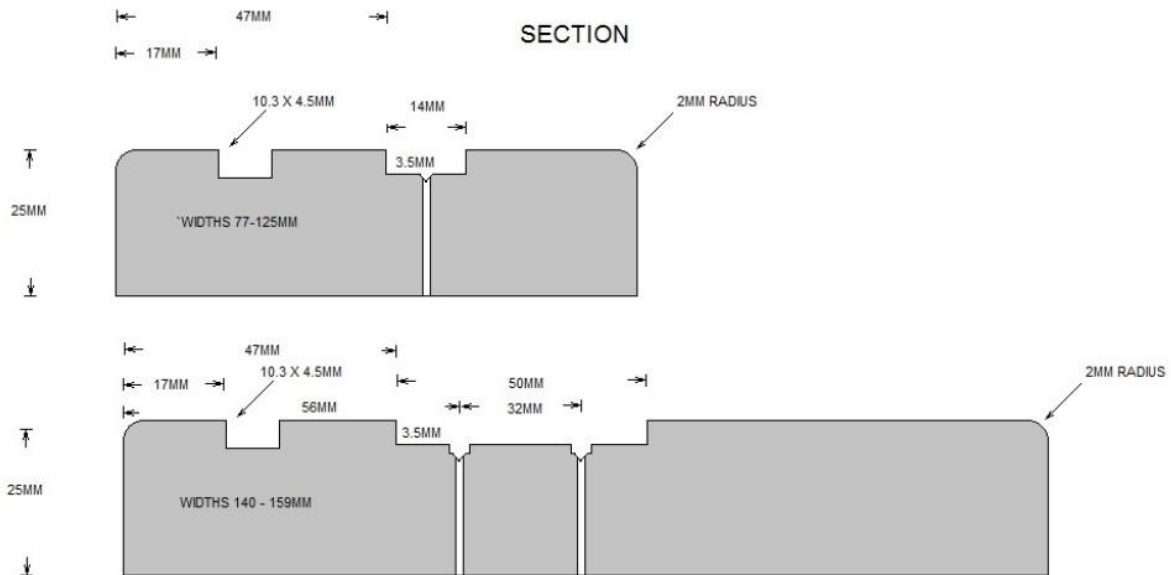 47MM
SECTION
17MM
10.3 X 4.5MM
14MM
2MM RADIUS
3.5MM
25MM
`WIDTHS 77-125MM
47MM
10.3 X 4.5MM
17MM
50MM
2MM RADIUS
56MM
32MM
3.5MM
25MM
WIDTHS 140 - 159MM